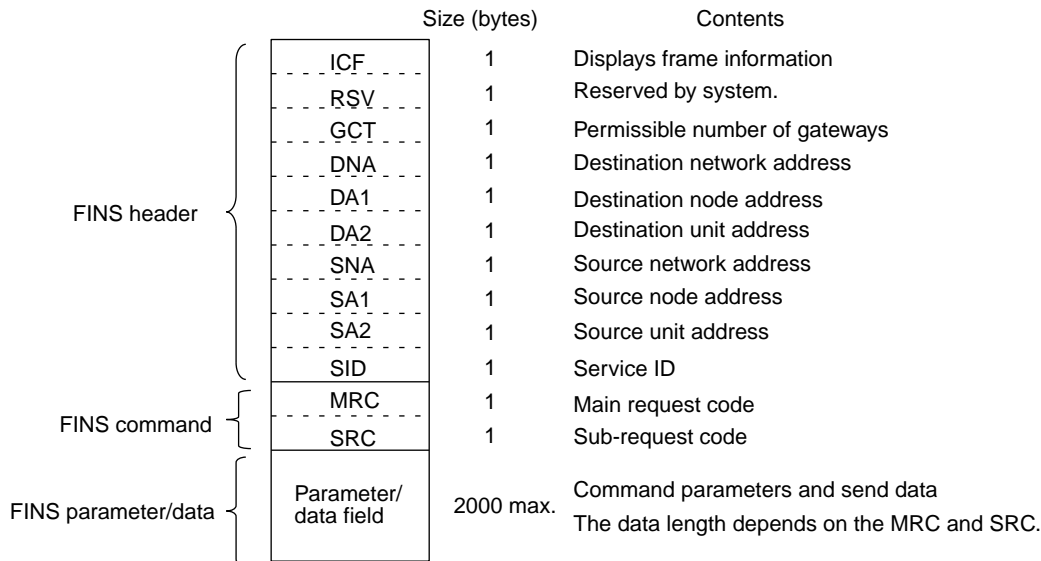 Size (bytes) Contents
ICF 1 Displays frame information
RSV 1 Reserved by system.
GCT 1 Permissible number of gateways
DNA 1 Destination network address
DA1 1 Destination node address
FINS header
DA2 1 Destination unit address
SNA 1 Source network address
SA1 1 Source node address
SA2 1 Source unit address
SID 1 Service ID
MRC 1 Main request code
FINS command
SRC 1 Sub-request code
FINS parameter/data
Parameter/
data field
2000 max.
Command parameters and send data
The data length depends on the MRC and SRC.